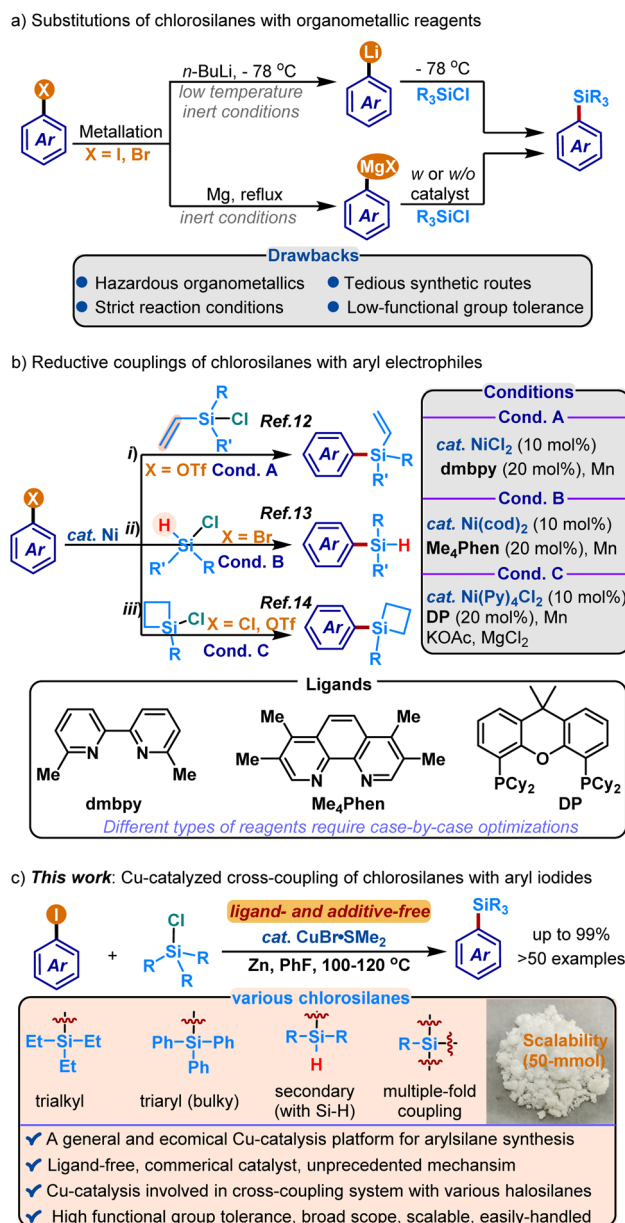 a) Substitutions of chlorosilanes with organometallic reagents
X
Ar
Metallation
X = I, Br
n-BuLi, - 78 °C
low temperature
inert conditions
Li
Ar
- 78 °C
R3SiCl
Mg, reflux
inert conditions
MgX
Ar
w or w/o
catalyst
R3SiCl
SiR3
Ar
Drawbacks
Hazardous organometallics
Tedious synthetic routes
Strict reaction conditions
Low-functional group tolerance
b) Reductive couplings of chlorosilanes with aryl electrophiles
X
Ar
cat. Ni
i)
R
Si
Cl
R'
Ref.12
X = OTf Cond. A
Ar
Si
R
R'
ii)
H
Cl
Si
R'
R
Ref.13
X = Br
Cond. B
R
Ar
Si
H
R'
iii)
Si
Cl
R
Ref.14
X = Cl, OTf
Cond. C
Ar
Si
R
Conditions
Cond. A
cat. NiCl2 (10 mol%)
dmbpy (20 mol%), Mn
Cond. B
cat. Ni(cod)2 (10 mol%)
Me4Phen (20 mol%), Mn
Cond. C
cat. Ni(Py)4Cl2 (10 mol%)
DP (20 mol%), Mn
KOAc, MgCl2
Ligands
N
N
Me
Me
dmbpy
Me
Me
Me
Me
N
N
Me4Phen
O
PCy2
PCy2
DP
Different types of reagents require case-by-case optimizations
c) This work: Cu-catalyzed cross-coupling of chlorosilanes with aryl iodides
I
Ar
+
Cl
Si
R
R
R
ligand- and additive-free
cat. CuBr•SMe2
Zn, PhF, 100-120 °C
SiR3
Ar
up to 99%
>50 examples
various chlorosilanes
Et–Si–Et
Et
trialkyl
Ph–Si–Ph
Ph
triaryl (bulky)
R–Si–R
H
secondary
(with Si-H)
R–Si
multiple-fold
coupling
Scalability
(50-mmol)
A general and ecomical Cu-catalysis platform for arylsilane synthesis
Ligand-free, commerical catalyst, unprecedented mechansim
Cu-catalysis involved in cross-coupling system with various halosilanes
High functional group tolerance, broad scope, scalable, easily-handled